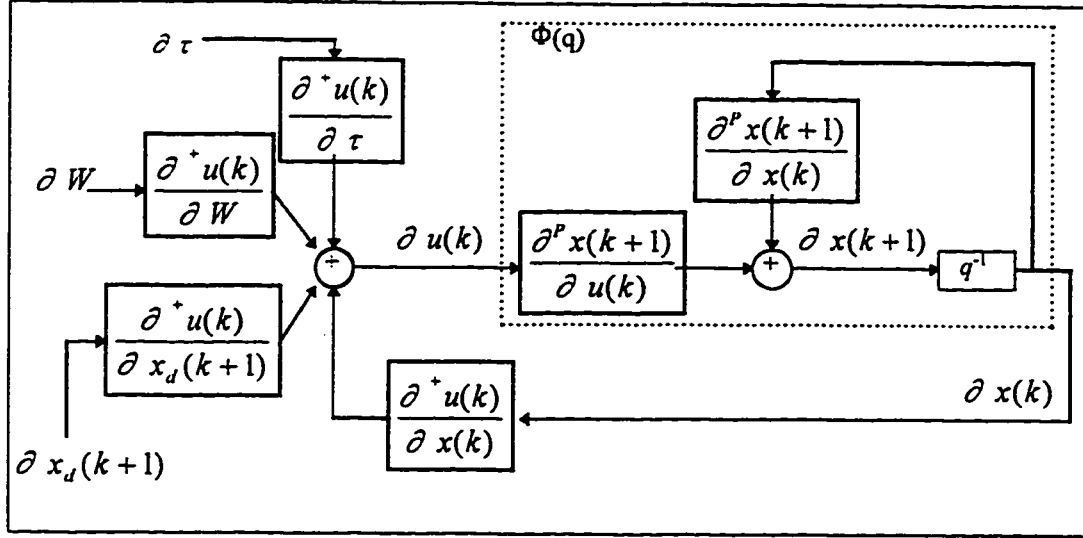 Φ(q)
∂ τ
∂⁺u(k)
∂ τ
∂ᴾx(k+1)
∂ x(k)
∂ W
∂⁺u(k)
∂ W
∂ u(k)
∂ᴾx(k+1)
∂ u(k)
+
+
∂ x(k+1)
q⁻¹
∂⁺u(k)
∂ x_d(k+1)
∂⁺u(k)
∂ x(k)
∂ x(k)
∂ x_d(k+1)